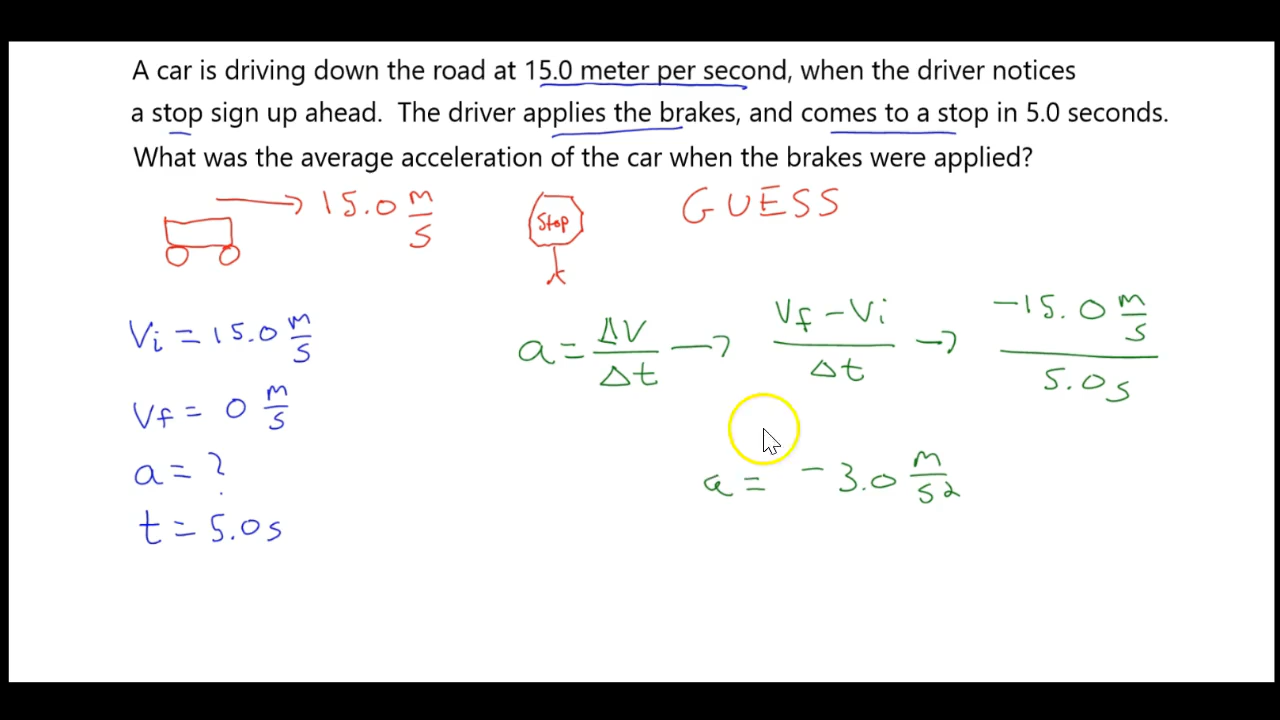 A car is driving down the road at 15.0 meter per second, when the driver notices
a stop sign up ahead. The driver applies the brakes, and comes to a stop in 5.0 seconds.
What was the average acceleration of the car when the brakes were applied?
15.0 m/s
Stop
GUESS
Vi = 15.0 m/s
a = ΔV/Δt → Vf - Vi/Δt → -15.0 m/s / 5.0s
Vf = 0 m/s
a = ?
a = -3.0 m/s2
t = 5.0s